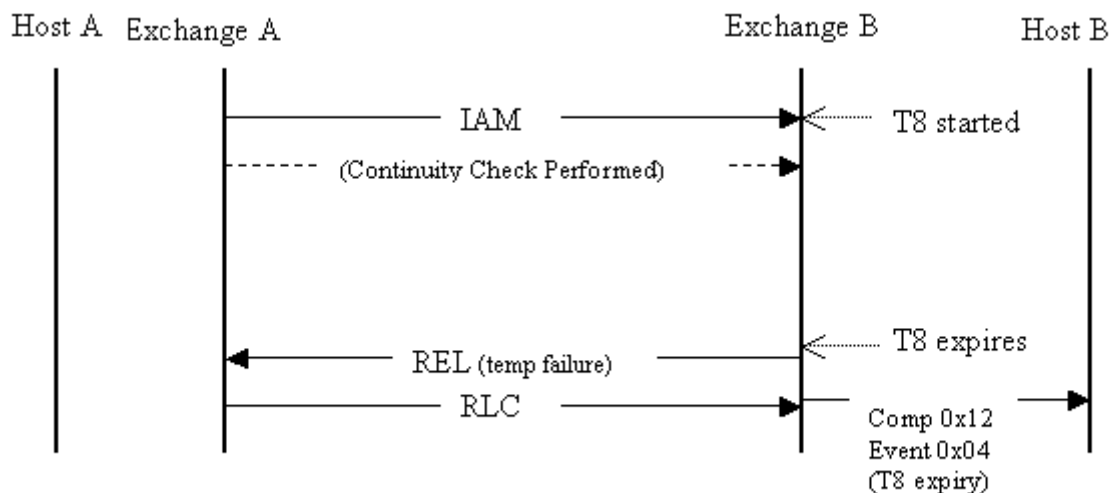 Host A
Exchange A
Exchange B
Host B
IAM
T8 started
(Continuity Check Performed)
T8 expires
REL (temp failure)
RLC
Comp 0x12
Event 0x04
(T8 expiry)